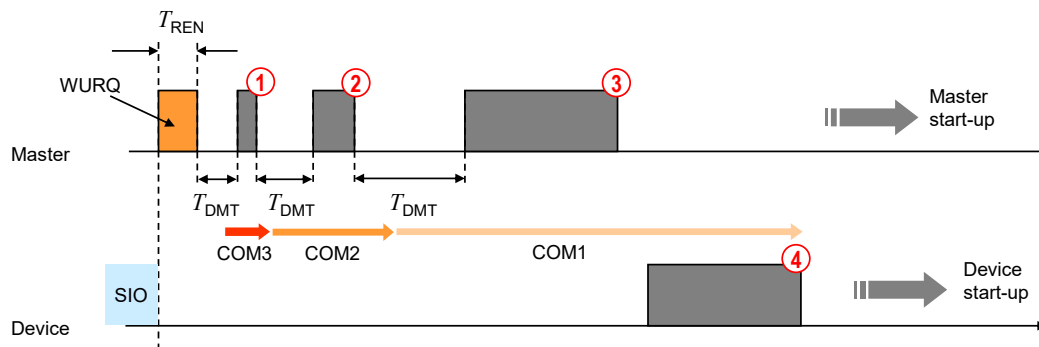 TREN
WURQ
1
2
3
Master
start-up
Master
TDMT
TDMT
TDMT
COM3
COM2
COM1
4
SIO
Device
start-up
Device